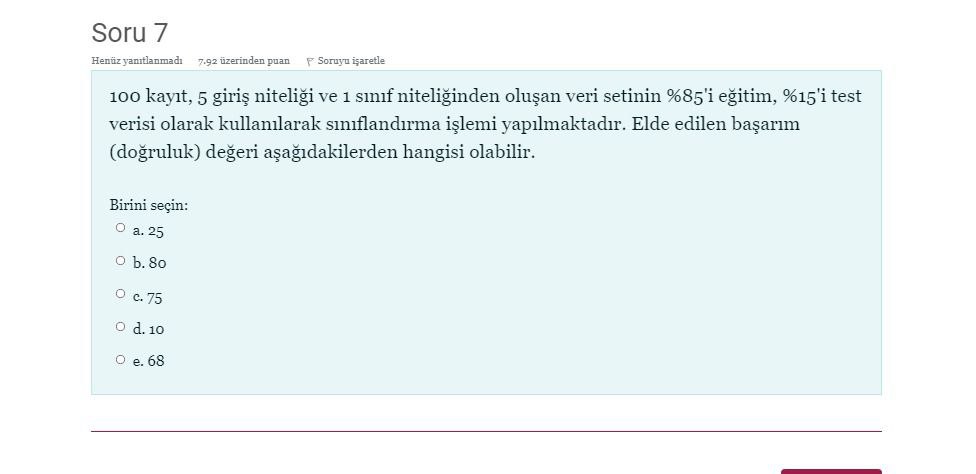 Soru 7
Henüz yanıtlanmadı 7,92 üzerinden puan Soruyu işaretle
100 kayıt, 5 giriş niteliği ve 1 sınıf niteliğinden oluşan veri setinin %85'i eğitim, %15'i test
verisi olarak kullanılarak sınıflandırma işlemi yapılmaktadır. Elde edilen başarım
(doğruluk) değeri aşağıdakilerden hangisi olabilir.
Birini seçin:
a. 25
b. 80
c. 75
d. 10
e. 68